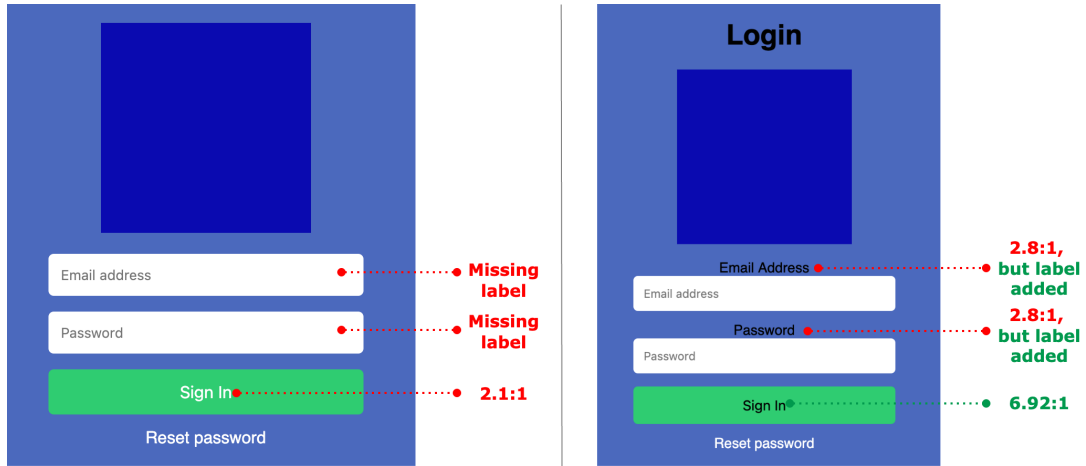 Email address
Missing
label
Password
Missing
label
Sign In
2.1:1
Reset password
Login
Email Address
2.8:1,
but label
added
Email address
Password
2.8:1,
but label
added
Password
Sign In
6.92:1
Reset password